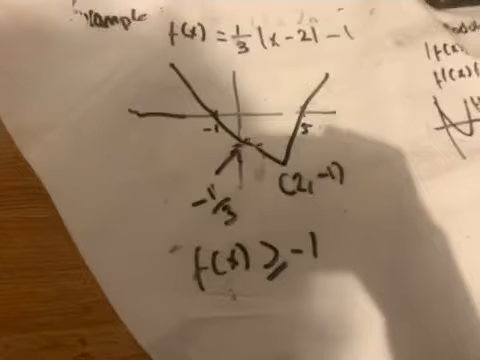 Example
f(x) = 1/3 |x - 2| - 1
|f(x)
f(|x|)
-1
5
-1/3
(2, -1)
f(x) ≥ -1